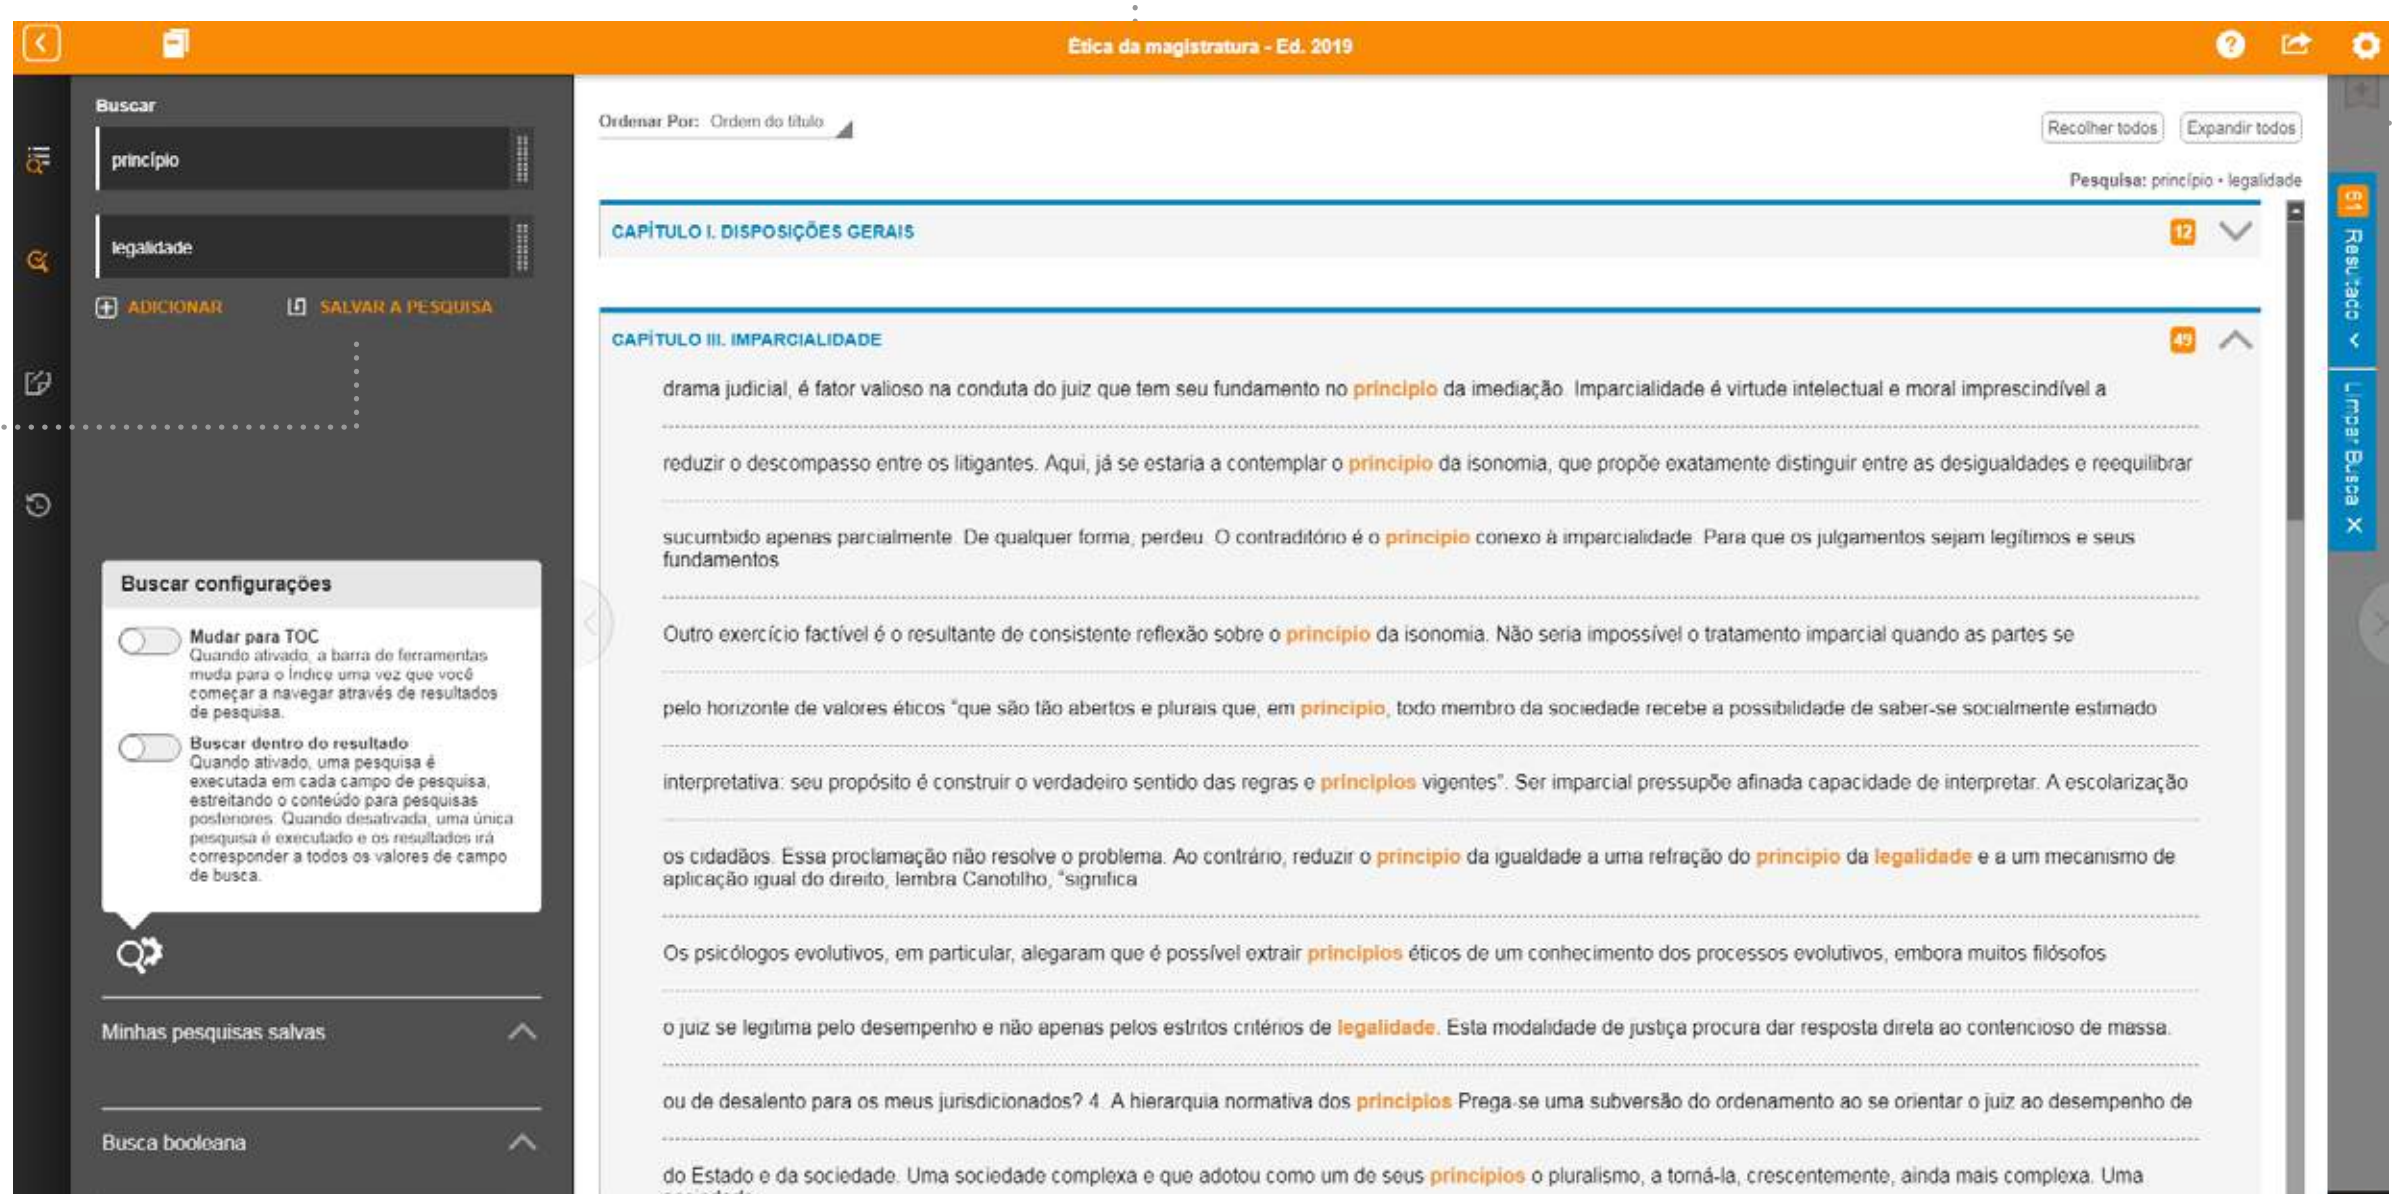 Ética da magistratura - Ed. 2019
Buscar
princípio
legalidade
ADICIONAR
SALVAR A PESQUISA
Buscar configurações
Mudar para TOC
Quando ativado, a barra de ferramentas
muda para o Índice uma vez que você
começar a navegar através de resultados
de pesquisa.
Buscar dentro do resultado
Quando ativado, uma pesquisa é
executada em cada campo de pesquisa,
estreitando o conteúdo para pesquisas
posteriores. Quando desativada, uma única
pesquisa é executado e os resultados irá
corresponder a todos os valores de campo
de busca.
Minhas pesquisas salvas
Busca booleana
Ordenar Por: Ordem do título
Recolher todos
Expandir todos
Pesquisa: princípio • legalidade
CAPÍTULO I. DISPOSIÇÕES GERAIS
12
CAPÍTULO III. IMPARCIALIDADE
49
drama judicial, é fator valioso na conduta do juiz que tem seu fundamento no princípio da imediação. Imparcialidade é virtude intelectual e moral imprescindível a
reduzir o descompasso entre os litigantes. Aqui, já se estaria a contemplar o princípio da isonomia, que propõe exatamente distinguir entre as desigualdades e reequilibrar
sucumbido apenas parcialmente. De qualquer forma, perdeu. O contraditório é o princípio conexo à imparcialidade. Para que os julgamentos sejam legítimos e seus
fundamentos
Outro exercício factível é o resultante de consistente reflexão sobre o princípio da isonomia. Não seria impossível o tratamento imparcial quando as partes se
pelo horizonte de valores éticos “que são tão abertos e plurais que, em princípio, todo membro da sociedade recebe a possibilidade de saber-se socialmente estimado
interpretativa: seu propósito é construir o verdadeiro sentido das regras e princípios vigentes”. Ser imparcial pressupõe afinada capacidade de interpretar. A escolarização
os cidadãos. Essa proclamação não resolve o problema. Ao contrário, reduzir o princípio da igualdade a uma refração do princípio da legalidade e a um mecanismo de
aplicação igual do direito, lembra Canotilho, “significa
Os psicólogos evolutivos, em particular, alegaram que é possível extrair princípios éticos de um conhecimento dos processos evolutivos, embora muitos filósofos
o juiz se legitima pelo desempenho e não apenas pelos estritos critérios de legalidade. Esta modalidade de justiça procura dar resposta direta ao contencioso de massa.
ou de desalento para os meus jurisdicionados? 4. A hierarquia normativa dos princípios Prega-se uma subversão do ordenamento ao se orientar o juiz ao desempenho de
do Estado e da sociedade. Uma sociedade complexa e que adotou como um de seus princípios o pluralismo, a torná-la, crescentemente, ainda mais complexa. Uma
61 Resultado
Limpar Busca X